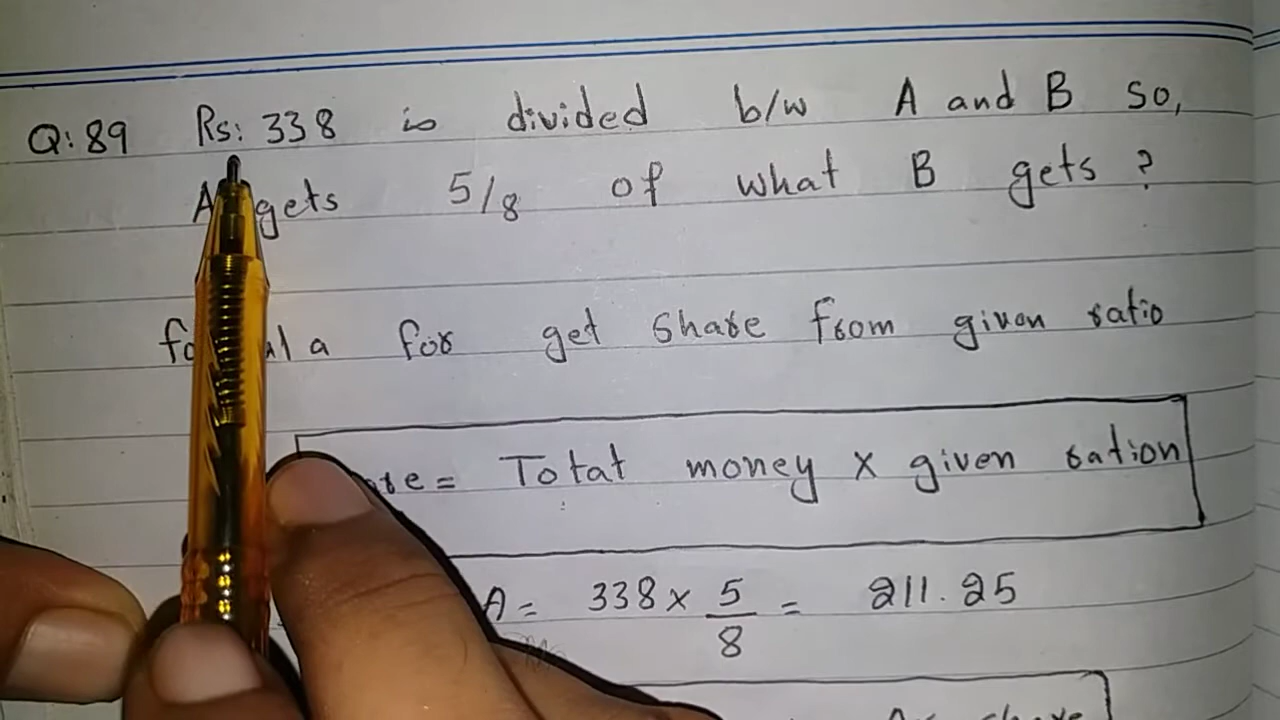 Q:89 Rs: 338 is divided b/w A and B so,
A gets 5/8 of what B gets ?
for get share from given ratio
= Totat money x given ration
A = 338 x 5/8 = 211.25